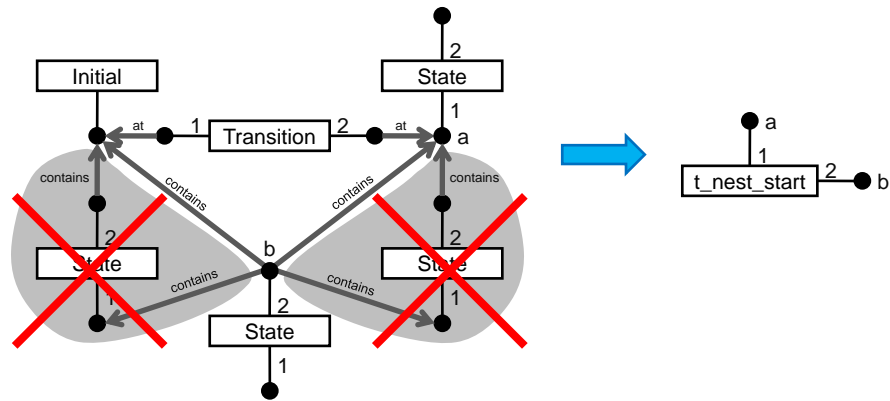 2
Initial
State
1
at
1
Transition
2
at
a
a
1
contains
contains
contains
contains
t_nest_start
2
b
b
2
State
2
State
contains
contains
1
2
1
State
1